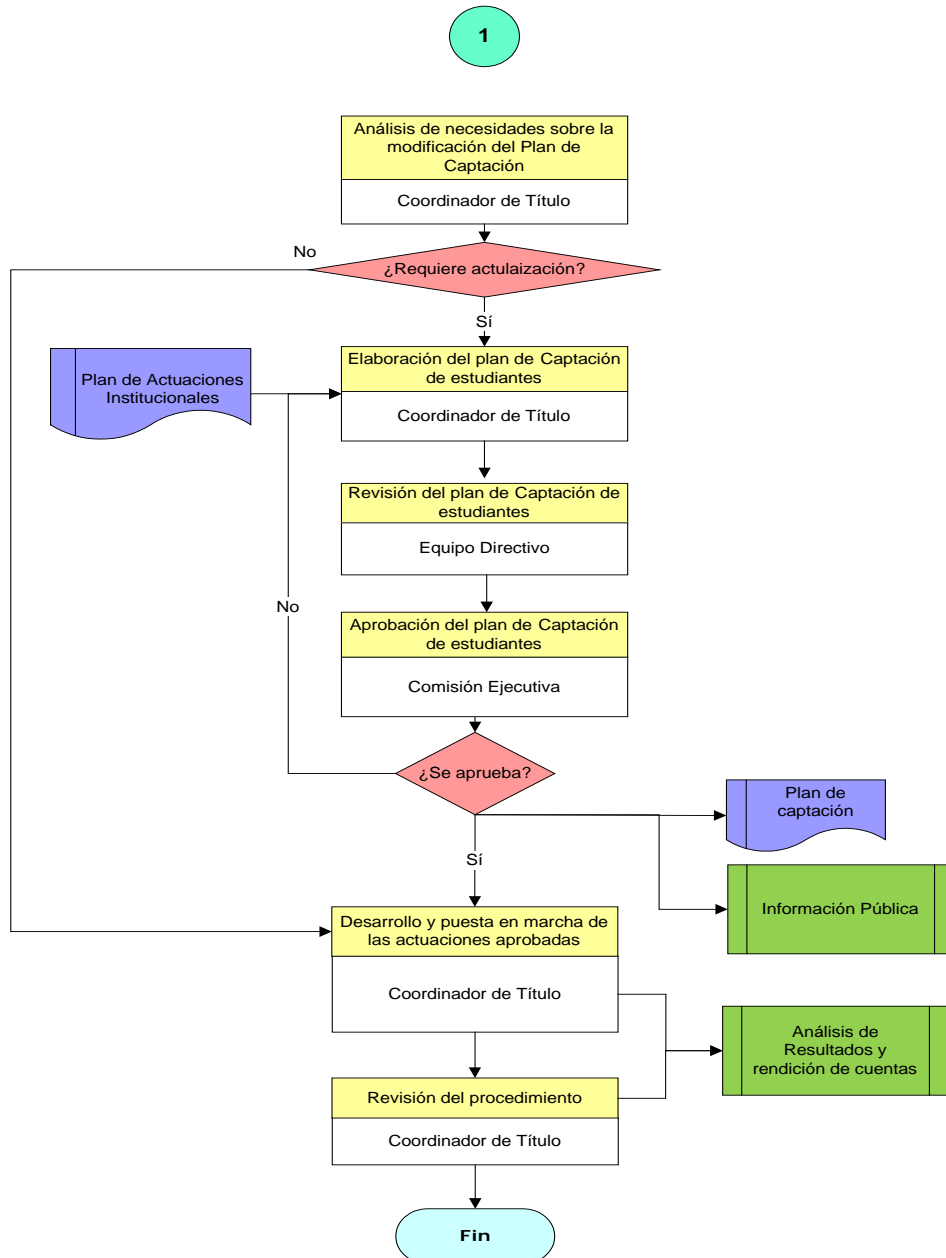 1
Análisis de necesidades sobre la
modificación del Plan de
Captación
Coordinador de Título
No
¿Requiere actulaización?
Sí
Plan de Actuaciones
Institucionales
Elaboración del plan de Captación
de estudiantes
Coordinador de Título
Revisión del plan de Captación de
estudiantes
Equipo Directivo
No
Aprobación del plan de Captación
de estudiantes
Comisión Ejecutiva
¿Se aprueba?
Plan de
captación
Sí
Información Pública
Desarrollo y puesta en marcha de
las actuaciones aprobadas
Coordinador de Título
Análisis de
Resultados y
rendición de cuentas
Revisión del procedimiento
Coordinador de Título
Fin